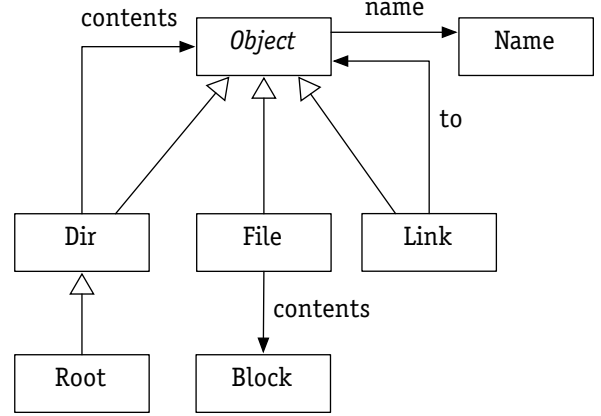 name
contents
Object
Name
to
Dir
File
Link
contents
Root
Block